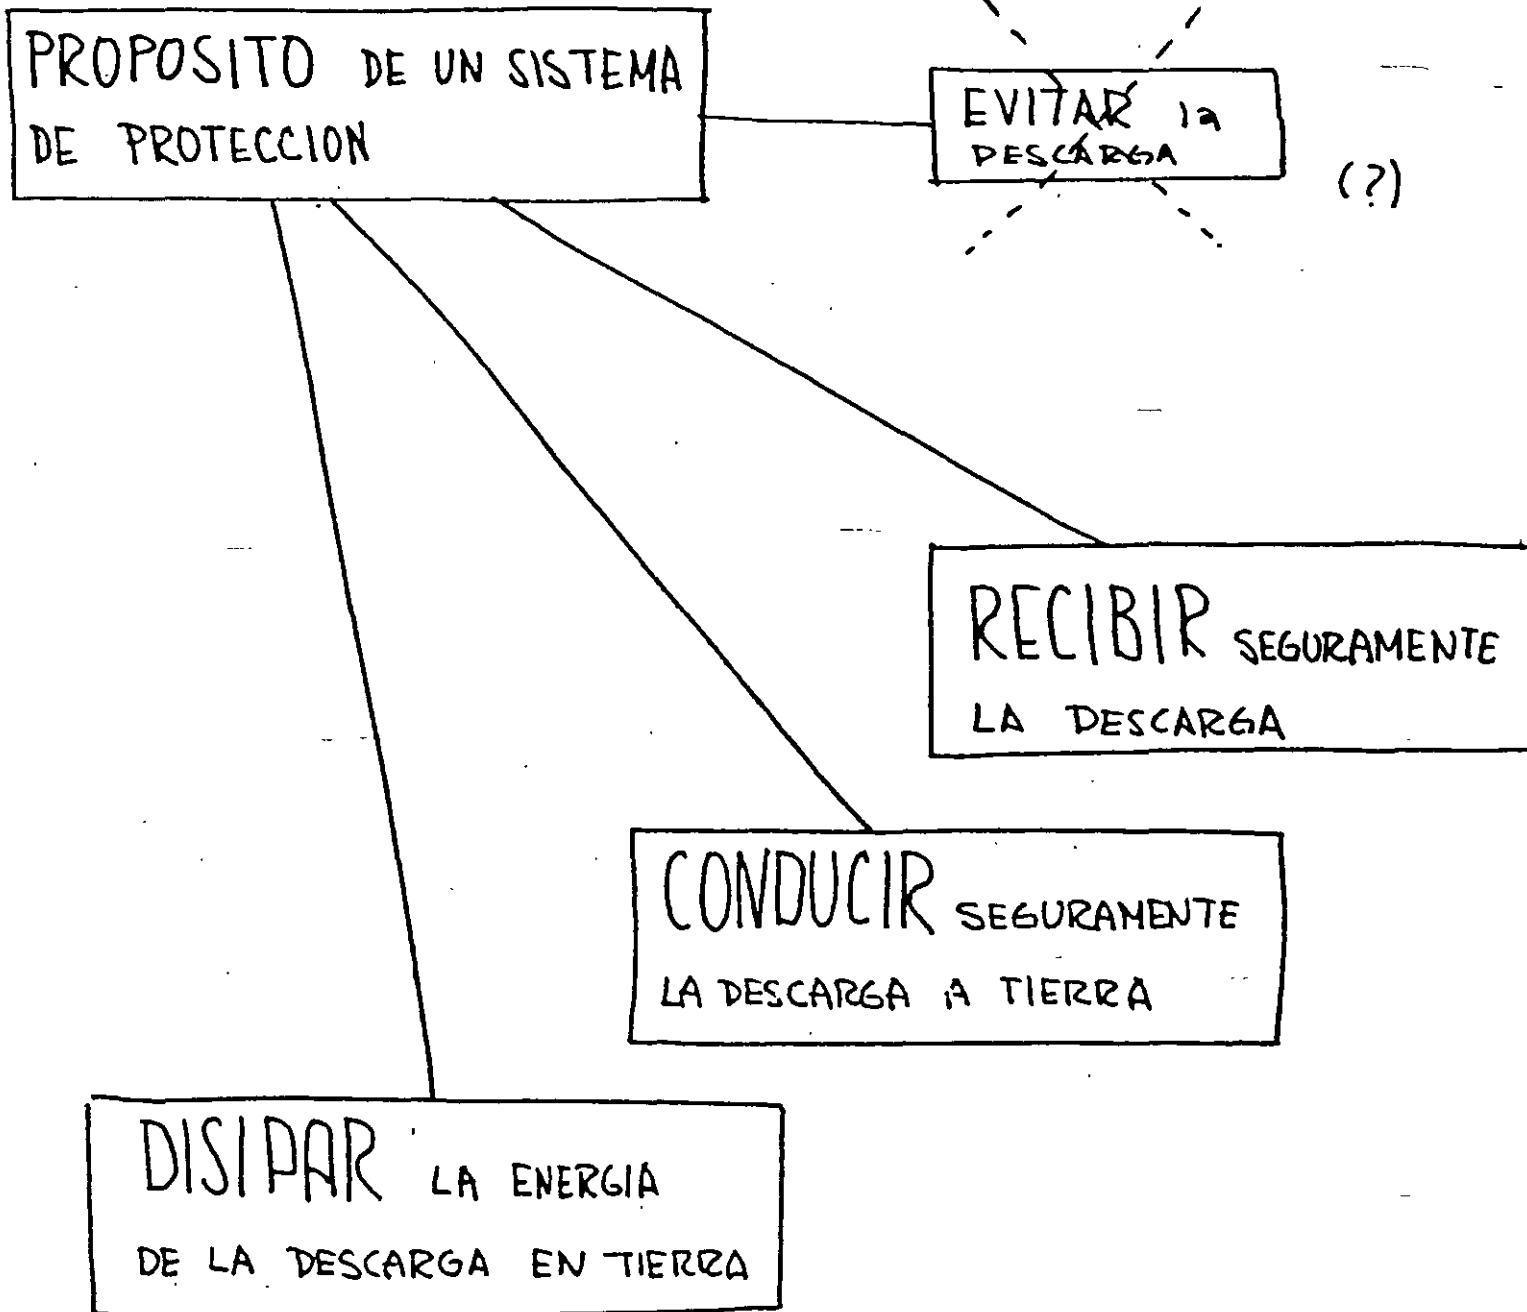 PROPOSITO DE UN SISTEMA
DE PROTECCION
EVITAR la
DESCARGA
(?)
RECIBIR SEGURAMENTE
LA DESCARGA
CONDUCIR SEGURAMENTE
LA DESCARGA A TIERRA
DISIPAR LA ENERGIA
DE LA DESCARGA EN TIERRA